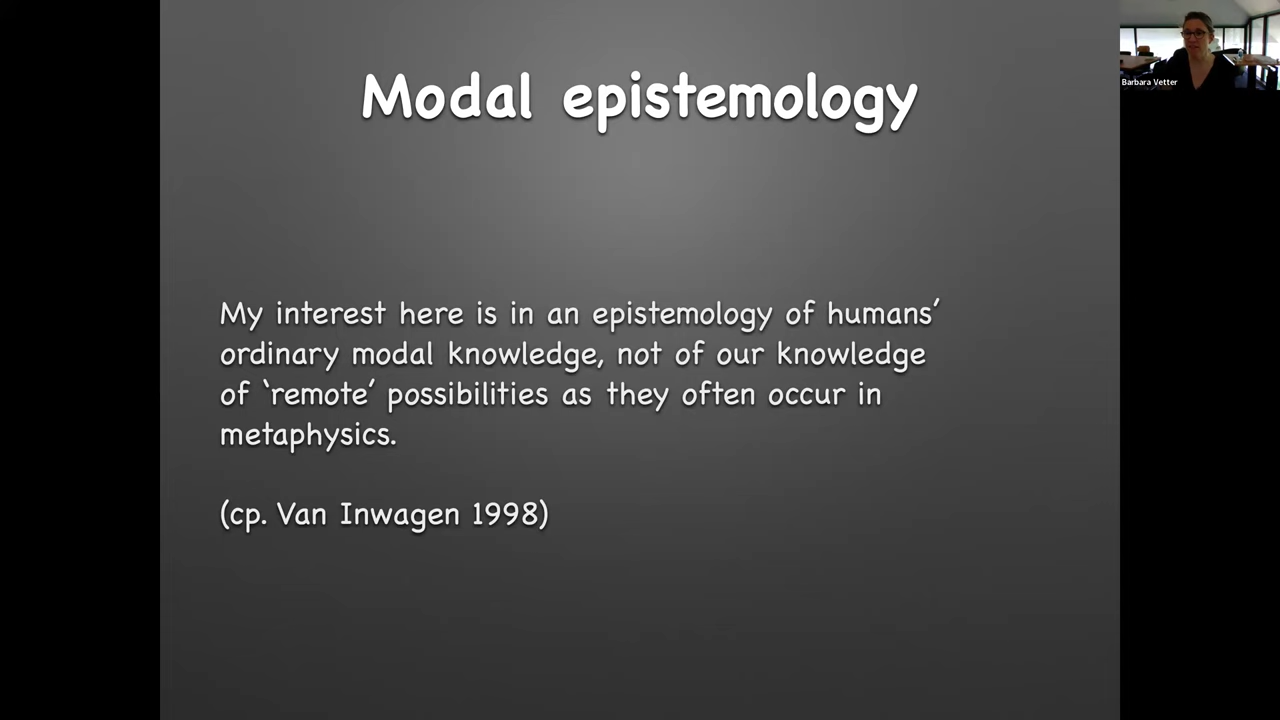 Modal epistemology
Barbara Vetter
My interest here is in an epistemology of humans’
ordinary modal knowledge, not of our knowledge
of ‘remote’ possibilities as they often occur in
metaphysics.
(cp. Van Inwagen 1998)